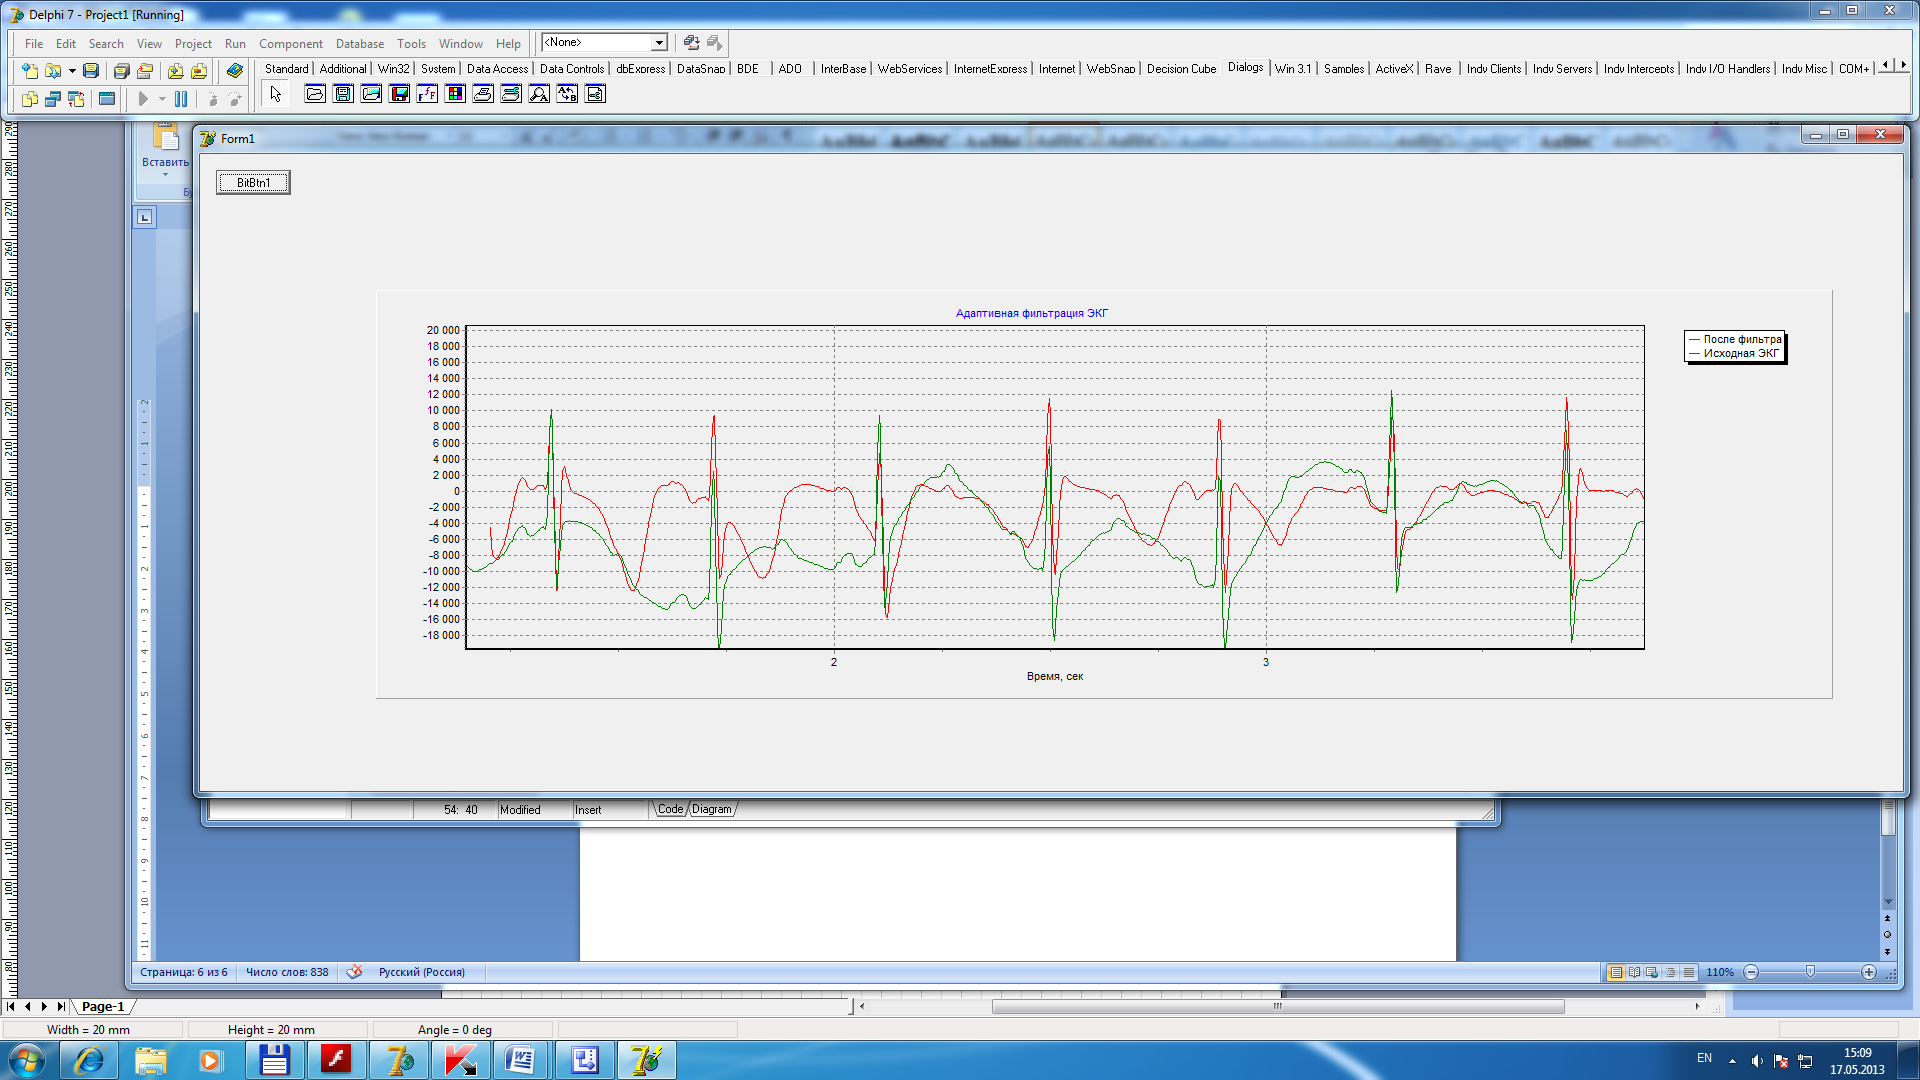 Delphi 7 - Project1 [Running]
File Edit Search View Project Run Component Database Tools Window Help
<None>
Standard Additional Win32 System Data Access Data Controls dbExpress DataSnap BDE ADO InterBase WebServices InternetExpress Internet WebSnap Decision Cube Dialogs Win 3.1 Samples ActiveX Rave Indy Clients Indy Servers Indy Intercepts Indy I/O Handlers Indy Misc COM+
Вставить
Form1
BitBtn1
Адаптивная фильтрация ЭКГ
После фильтра
Исходная ЭКГ
20 000
18 000
16 000
14 000
12 000
10 000
8 000
6 000
4 000
2 000
0
-2 000
-4 000
-6 000
-8 000
-10 000
-12 000
-14 000
-16 000
-18 000
2 3
Время, сек
54: 40 Modified Insert Code Diagram
Страница: 6 из 6 Число слов: 838 Русский (Россия) 110%
Page-1
Width = 20 mm Height = 20 mm Angle = 0 deg
EN
15:09
17.05.2013